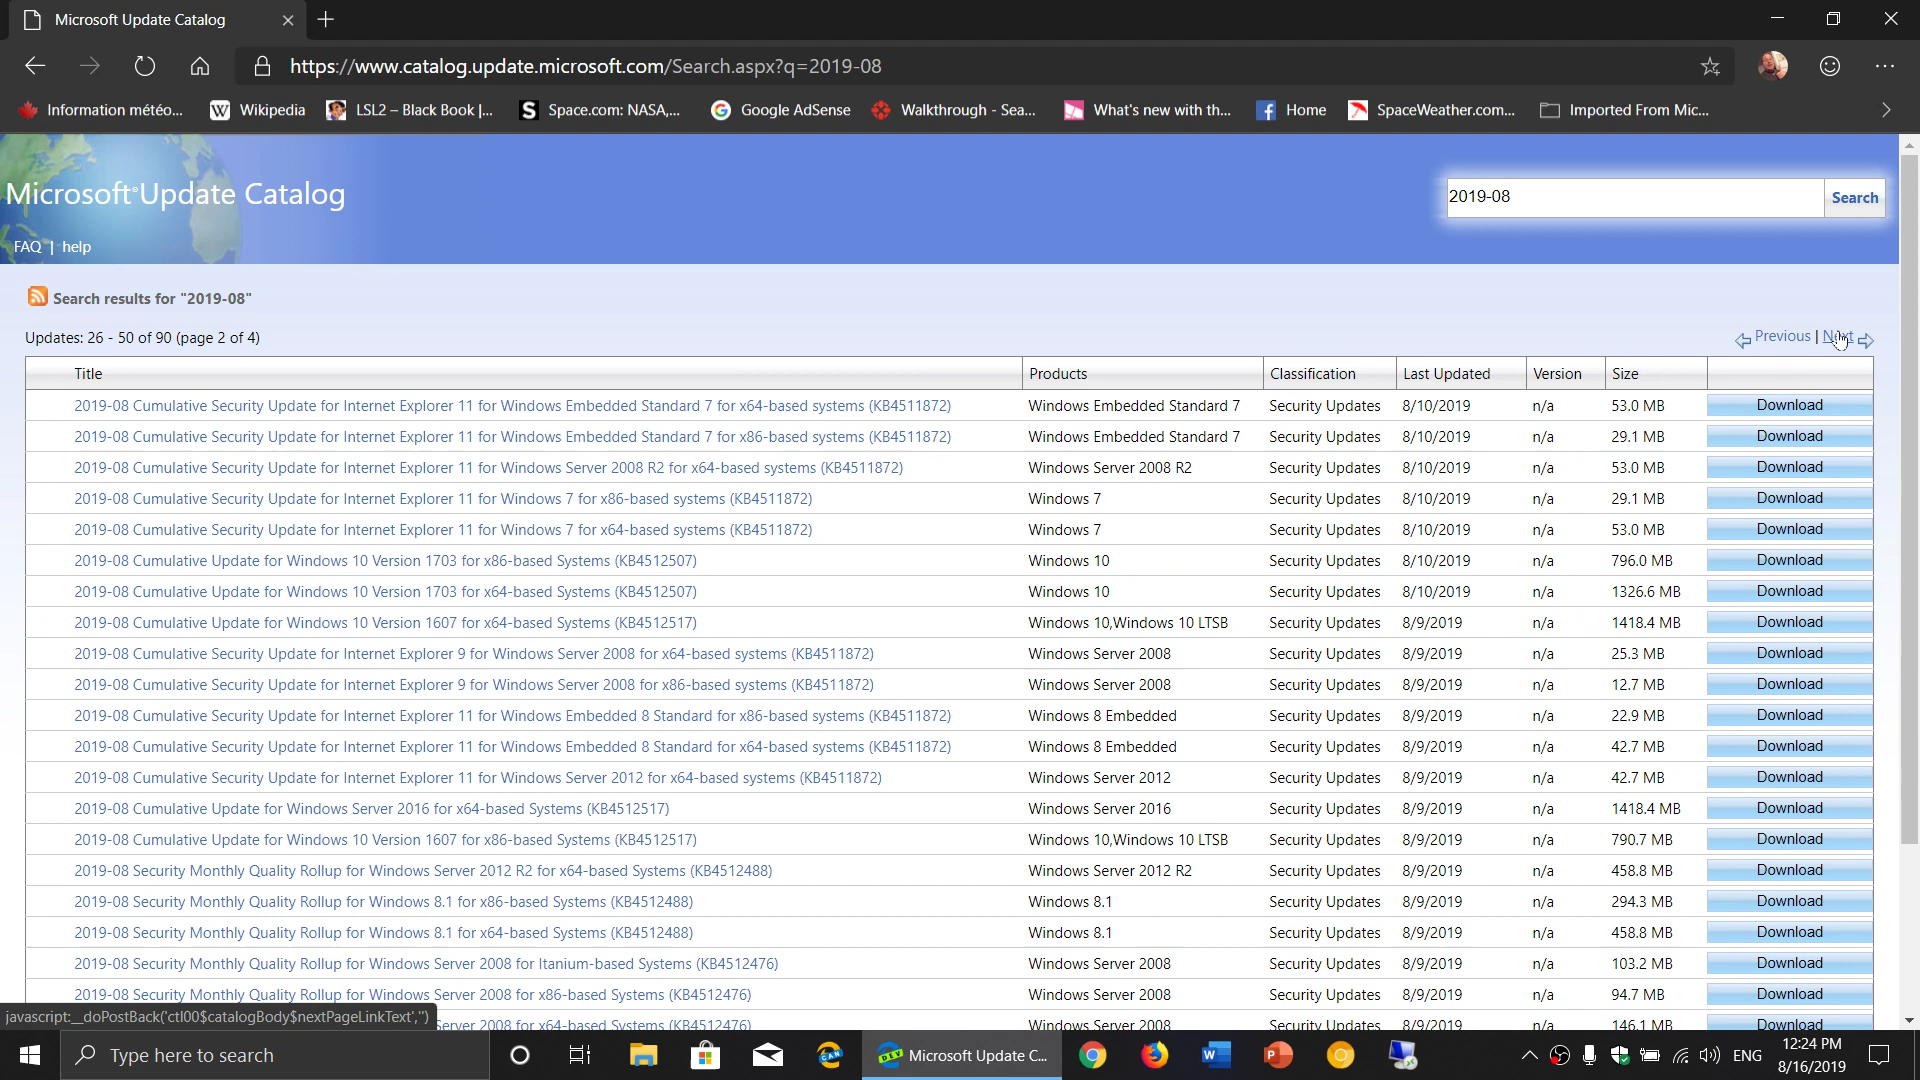 Microsoft Update Catalog
https://www.catalog.update.microsoft.com/Search.aspx?q=2019-08
Information météo...
Wikipedia
LSL2 – Black Book |...
Space.com: NASA,...
Google AdSense
Walkthrough - Sea...
What's new with th...
Home
SpaceWeather.com...
Imported From Mic...
Microsoft®Update Catalog
2019-08
Search
FAQ | help
Search results for "2019-08"
Updates: 26 - 50 of 90 (page 2 of 4)
Previous | Next
Title Products Classification Last Updated Version Size
2019-08 Cumulative Security Update for Internet Explorer 11 for Windows Embedded Standard 7 for x64-based systems (KB4511872) Windows Embedded Standard 7 Security Updates 8/10/2019 n/a 53.0 MB Download
2019-08 Cumulative Security Update for Internet Explorer 11 for Windows Embedded Standard 7 for x86-based systems (KB4511872) Windows Embedded Standard 7 Security Updates 8/10/2019 n/a 29.1 MB Download
2019-08 Cumulative Security Update for Internet Explorer 11 for Windows Server 2008 R2 for x64-based systems (KB4511872) Windows Server 2008 R2 Security Updates 8/10/2019 n/a 53.0 MB Download
2019-08 Cumulative Security Update for Internet Explorer 11 for Windows 7 for x86-based systems (KB4511872) Windows 7 Security Updates 8/10/2019 n/a 29.1 MB Download
2019-08 Cumulative Security Update for Internet Explorer 11 for Windows 7 for x64-based systems (KB4511872) Windows 7 Security Updates 8/10/2019 n/a 53.0 MB Download
2019-08 Cumulative Update for Windows 10 Version 1703 for x86-based Systems (KB4512507) Windows 10 Security Updates 8/10/2019 n/a 796.0 MB Download
2019-08 Cumulative Update for Windows 10 Version 1703 for x64-based Systems (KB4512507) Windows 10 Security Updates 8/10/2019 n/a 1326.6 MB Download
2019-08 Cumulative Update for Windows 10 Version 1607 for x64-based Systems (KB4512517) Windows 10,Windows 10 LTSB Security Updates 8/9/2019 n/a 1418.4 MB Download
2019-08 Cumulative Security Update for Internet Explorer 9 for Windows Server 2008 for x64-based systems (KB4511872) Windows Server 2008 Security Updates 8/9/2019 n/a 25.3 MB Download
2019-08 Cumulative Security Update for Internet Explorer 9 for Windows Server 2008 for x86-based systems (KB4511872) Windows Server 2008 Security Updates 8/9/2019 n/a 12.7 MB Download
2019-08 Cumulative Security Update for Internet Explorer 11 for Windows Embedded 8 Standard for x86-based systems (KB4511872) Windows 8 Embedded Security Updates 8/9/2019 n/a 22.9 MB Download
2019-08 Cumulative Security Update for Internet Explorer 11 for Windows Embedded 8 Standard for x64-based systems (KB4511872) Windows 8 Embedded Security Updates 8/9/2019 n/a 42.7 MB Download
2019-08 Cumulative Security Update for Internet Explorer 11 for Windows Server 2012 for x64-based systems (KB4511872) Windows Server 2012 Security Updates 8/9/2019 n/a 42.7 MB Download
2019-08 Cumulative Update for Windows Server 2016 for x64-based Systems (KB4512517) Windows Server 2016 Security Updates 8/9/2019 n/a 1418.4 MB Download
2019-08 Cumulative Update for Windows 10 Version 1607 for x86-based Systems (KB4512517) Windows 10,Windows 10 LTSB Security Updates 8/9/2019 n/a 790.7 MB Download
2019-08 Security Monthly Quality Rollup for Windows Server 2012 R2 for x64-based Systems (KB4512488) Windows Server 2012 R2 Security Updates 8/9/2019 n/a 458.8 MB Download
2019-08 Security Monthly Quality Rollup for Windows 8.1 for x86-based Systems (KB4512488) Windows 8.1 Security Updates 8/9/2019 n/a 294.3 MB Download
2019-08 Security Monthly Quality Rollup for Windows 8.1 for x64-based Systems (KB4512488) Windows 8.1 Security Updates 8/9/2019 n/a 458.8 MB Download
2019-08 Security Monthly Quality Rollup for Windows Server 2008 for Itanium-based Systems (KB4512476) Windows Server 2008 Security Updates 8/9/2019 n/a 103.2 MB Download
2019-08 Security Monthly Quality Rollup for Windows Server 2008 for x86-based Systems (KB4512476) Windows Server 2008 Security Updates 8/9/2019 n/a 94.7 MB Download
javascript:__doPostBack('ctl00$catalogBody$nextPageLinkText','')
Server 2008 for x64-based Systems (KB4512476) Windows Server 2008 Security Updates 8/9/2019 n/a 146.1 MB Download
Type here to search
CAN
DEV
Microsoft Update C...
ENG
12:24 PM
8/16/2019